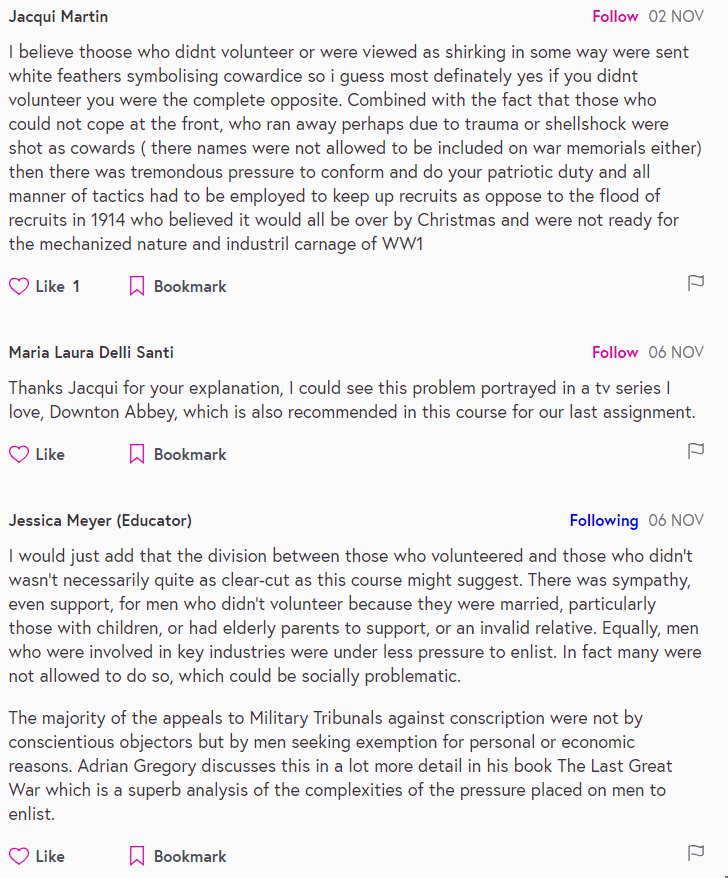 Jacqui Martin Follow 02 NOV
I believe thoose who didnt volunteer or were viewed as shirking in some way were sent
white feathers symbolising cowardice so i guess most definately yes if you didnt
volunteer you were the complete opposite. Combined with the fact that those who
could not cope at the front, who ran away perhaps due to trauma or shellshock were
shot as cowards ( there names were not allowed to be included on war memorials either)
then there was tremondous pressure to conform and do your patriotic duty and all
manner of tactics had to be employed to keep up recruits as oppose to the flood of
recruits in 1914 who believed it would all be over by Christmas and were not ready for
the mechanized nature and industril carnage of WW1
Like 1 Bookmark
Maria Laura Delli Santi Follow 06 NOV
Thanks Jacqui for your explanation, I could see this problem portrayed in a tv series I
love, Downton Abbey, which is also recommended in this course for our last assignment.
Like Bookmark
Jessica Meyer (Educator) Following 06 NOV
I would just add that the division between those who volunteered and those who didn't
wasn't necessarily quite as clear-cut as this course might suggest. There was sympathy,
even support, for men who didn't volunteer because they were married, particularly
those with children, or had elderly parents to support, or an invalid relative. Equally, men
who were involved in key industries were under less pressure to enlist. In fact many were
not allowed to do so, which could be socially problematic.
The majority of the appeals to Military Tribunals against conscription were not by
conscientious objectors but by men seeking exemption for personal or economic
reasons. Adrian Gregory discusses this in a lot more detail in his book The Last Great
War which is a superb analysis of the complexities of the pressure placed on men to
enlist.
Like Bookmark